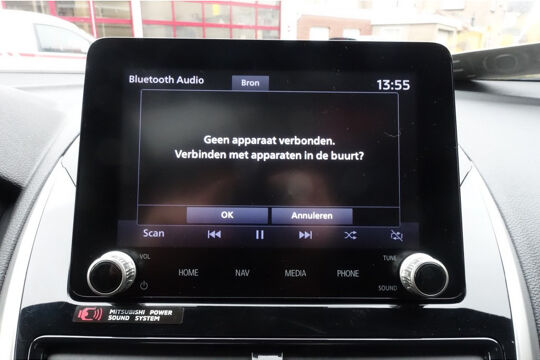 Bluetooth Audio
Bron
13:55
Geen apparaat verbonden.
Verbinden met apparaten in de buurt?
OK
Annuleren
Scan
VOL
HOME
NAV
MEDIA
PHONE
TUNE
SOUND
MITSUBISHI POWER
SOUND SYSTEM